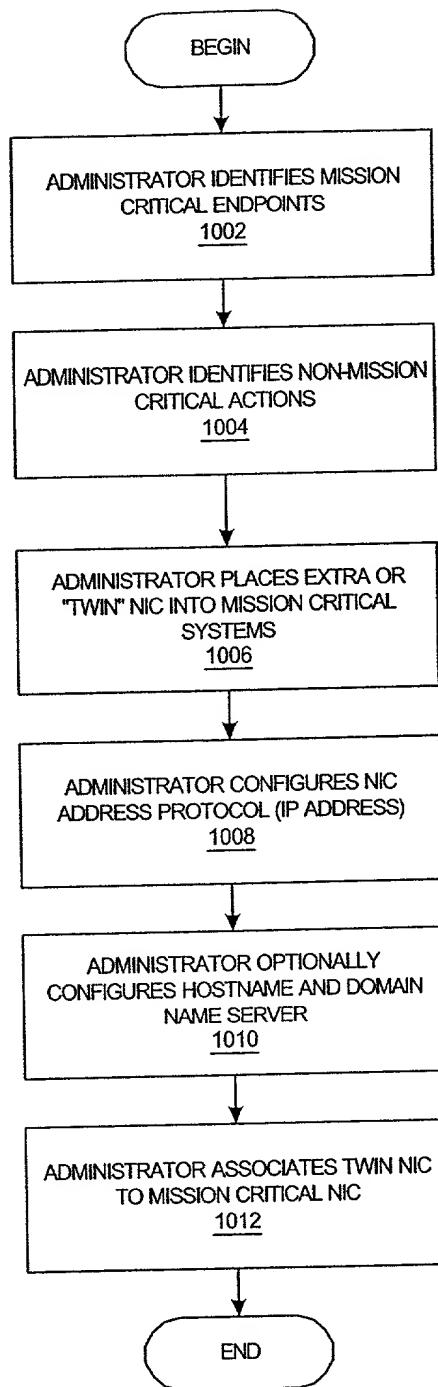 BEGIN
ADMINISTRATOR IDENTIFIES MISSION
CRITICAL ENDPOINTS
1002
ADMINISTRATOR IDENTIFIES NON-MISSION
CRITICAL ACTIONS
1004
ADMINISTRATOR PLACES EXTRA OR
"TWIN" NIC INTO MISSION CRITICAL
SYSTEMS
1006
ADMINISTRATOR CONFIGURES NIC
ADDRESS PROTOCOL (IP ADDRESS)
1008
ADMINISTRATOR OPTIONALLY
CONFIGURES HOSTNAME AND DOMAIN
NAME SERVER
1010
ADMINISTRATOR ASSOCIATES TWIN NIC
TO MISSION CRITICAL NIC
1012
END